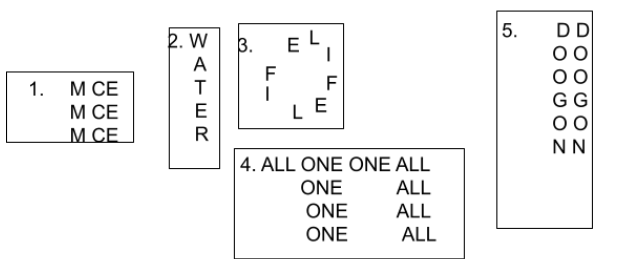 1. M CE
M CE
M CE
2. W
A
T
E
R
3. L I F E L I F E
4. ALL ONE ONE ALL
ONE ALL
ONE ALL
ONE ALL
5. D D
O O
O O
G G
O O
N N